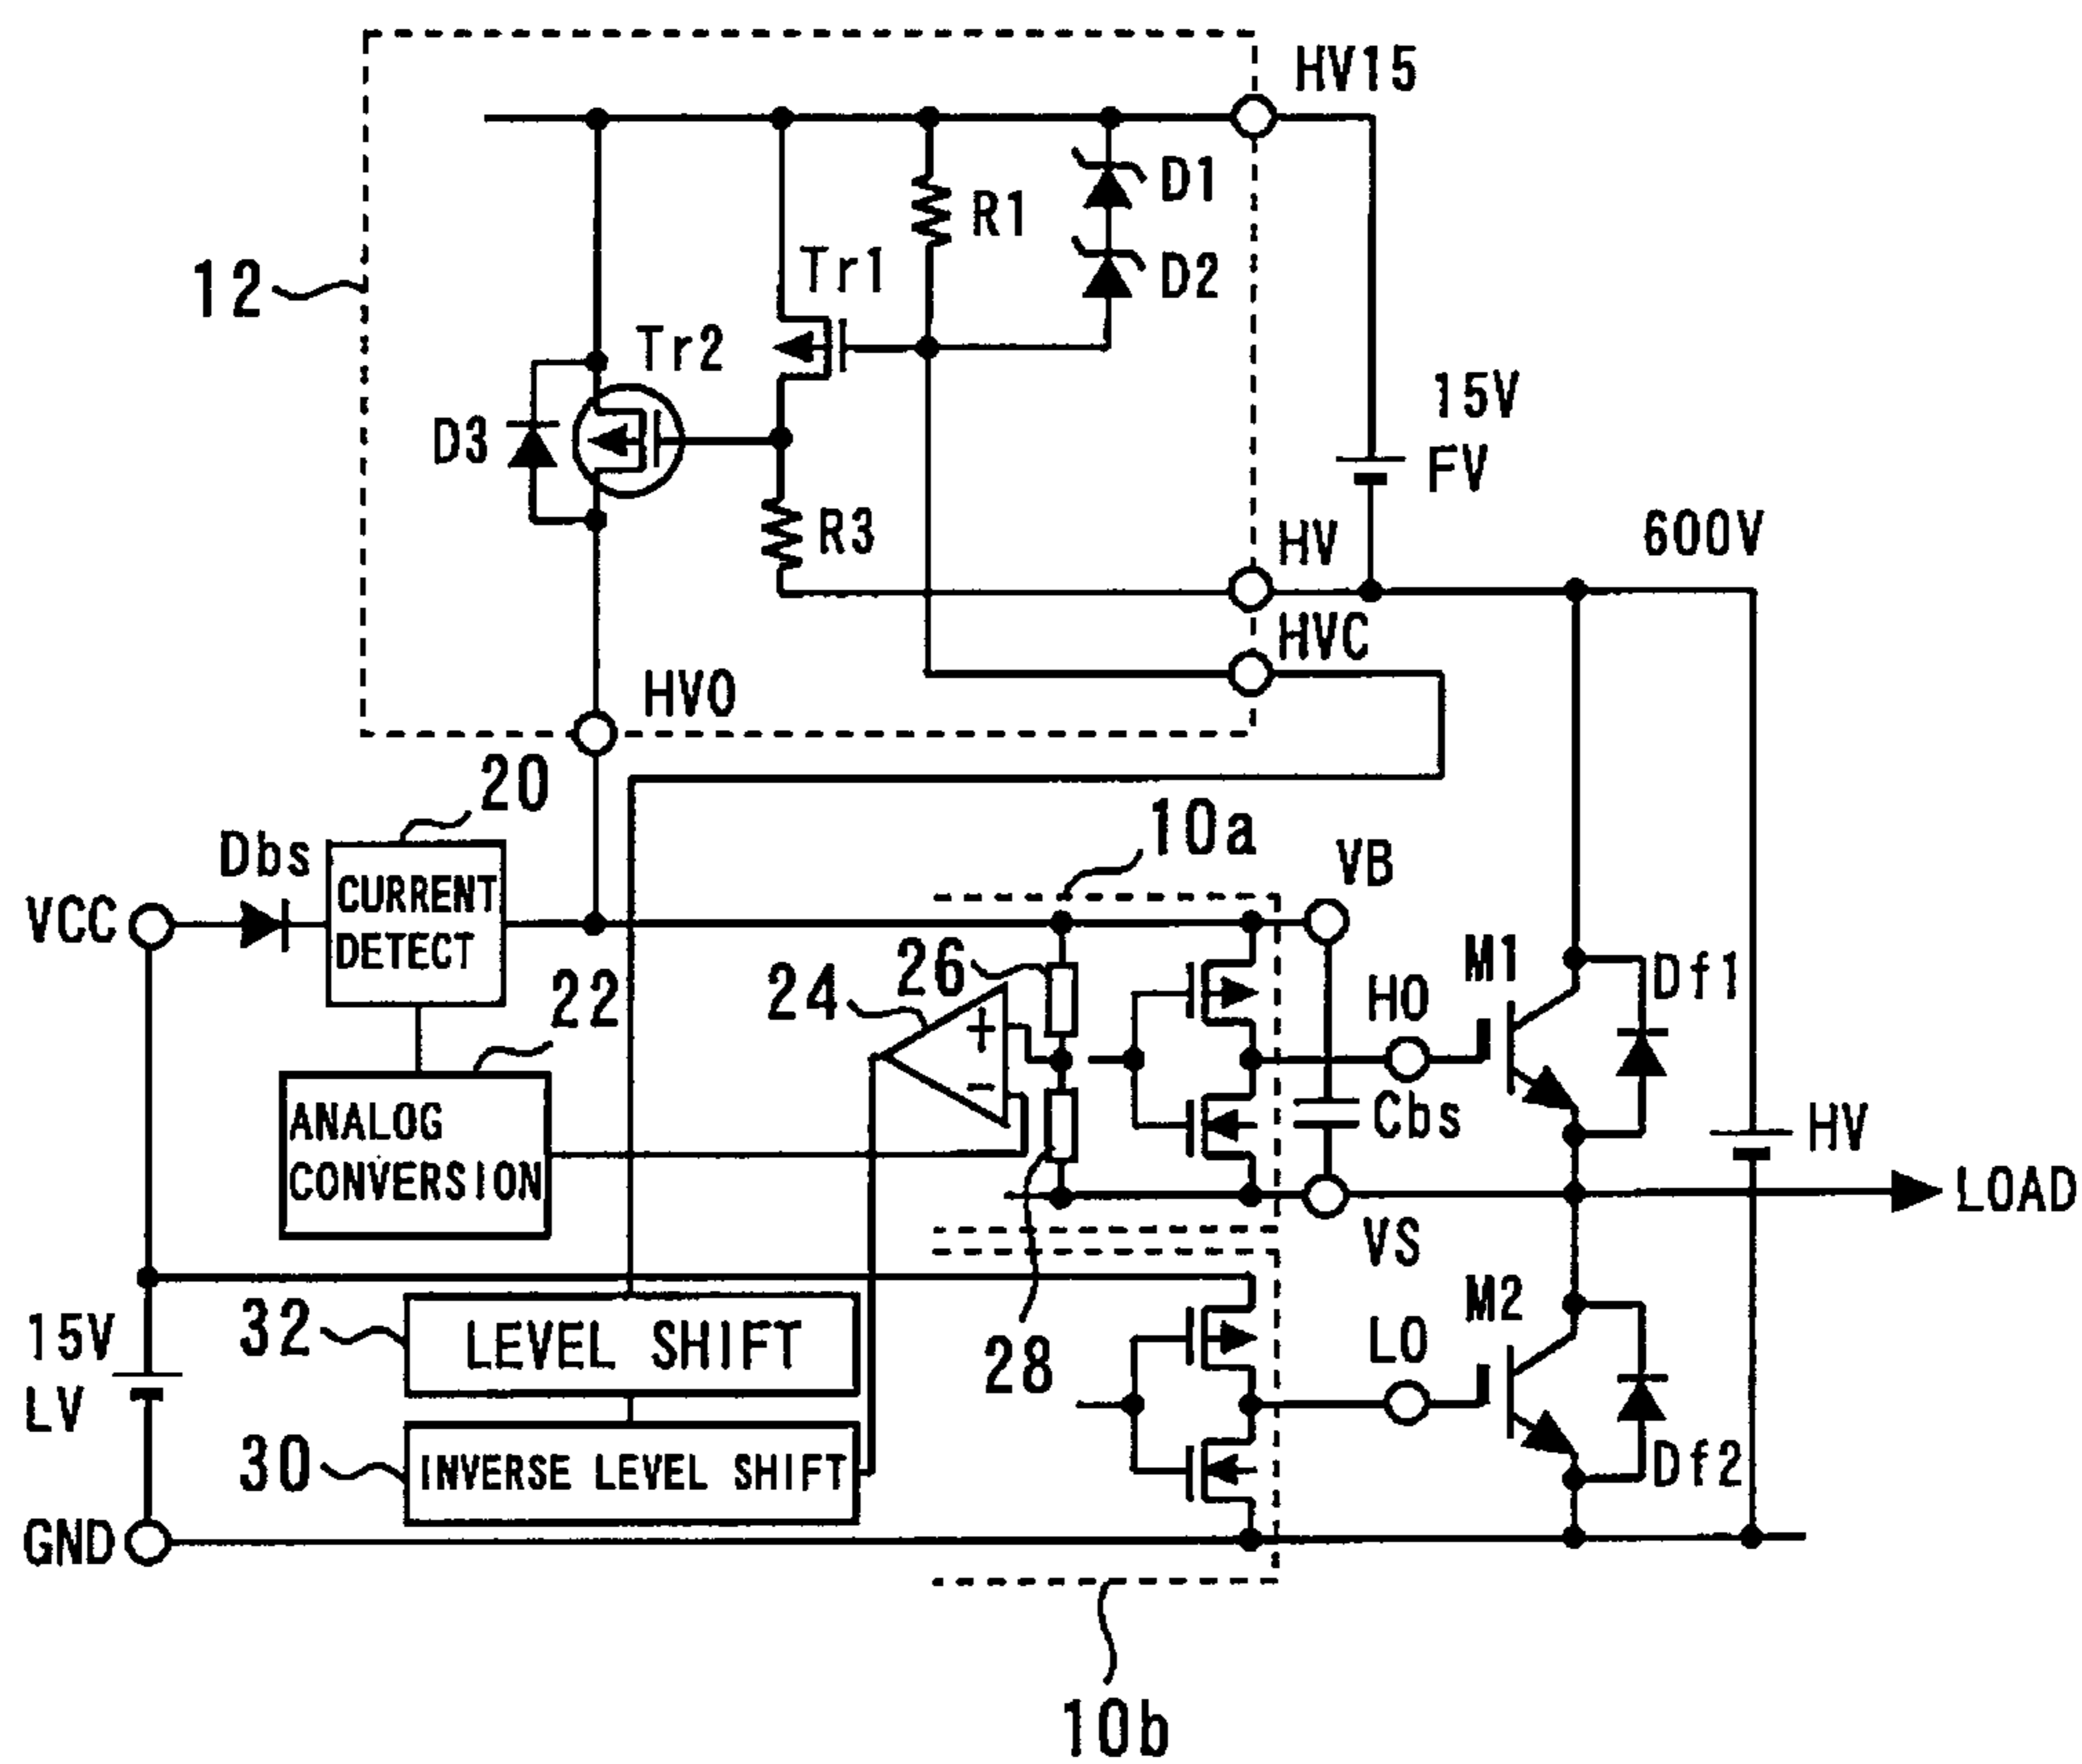 HV15
D1
R1
Tr1
D2
12
Tr2
15V
FV
D3
R3
HV
600V
HVC
HVO
20
10a
Dbs
VB
CURRENT
DETECT
VCC
26
M1
Df1
24
22
HO
ANALOG
CONVERSION
Cbs
HV
LOAD
VS
M2
32
LEVEL SHIFT
15V
LV
28
LO
30
INVERSE LEVEL SHIFT
Df2
GND
10b